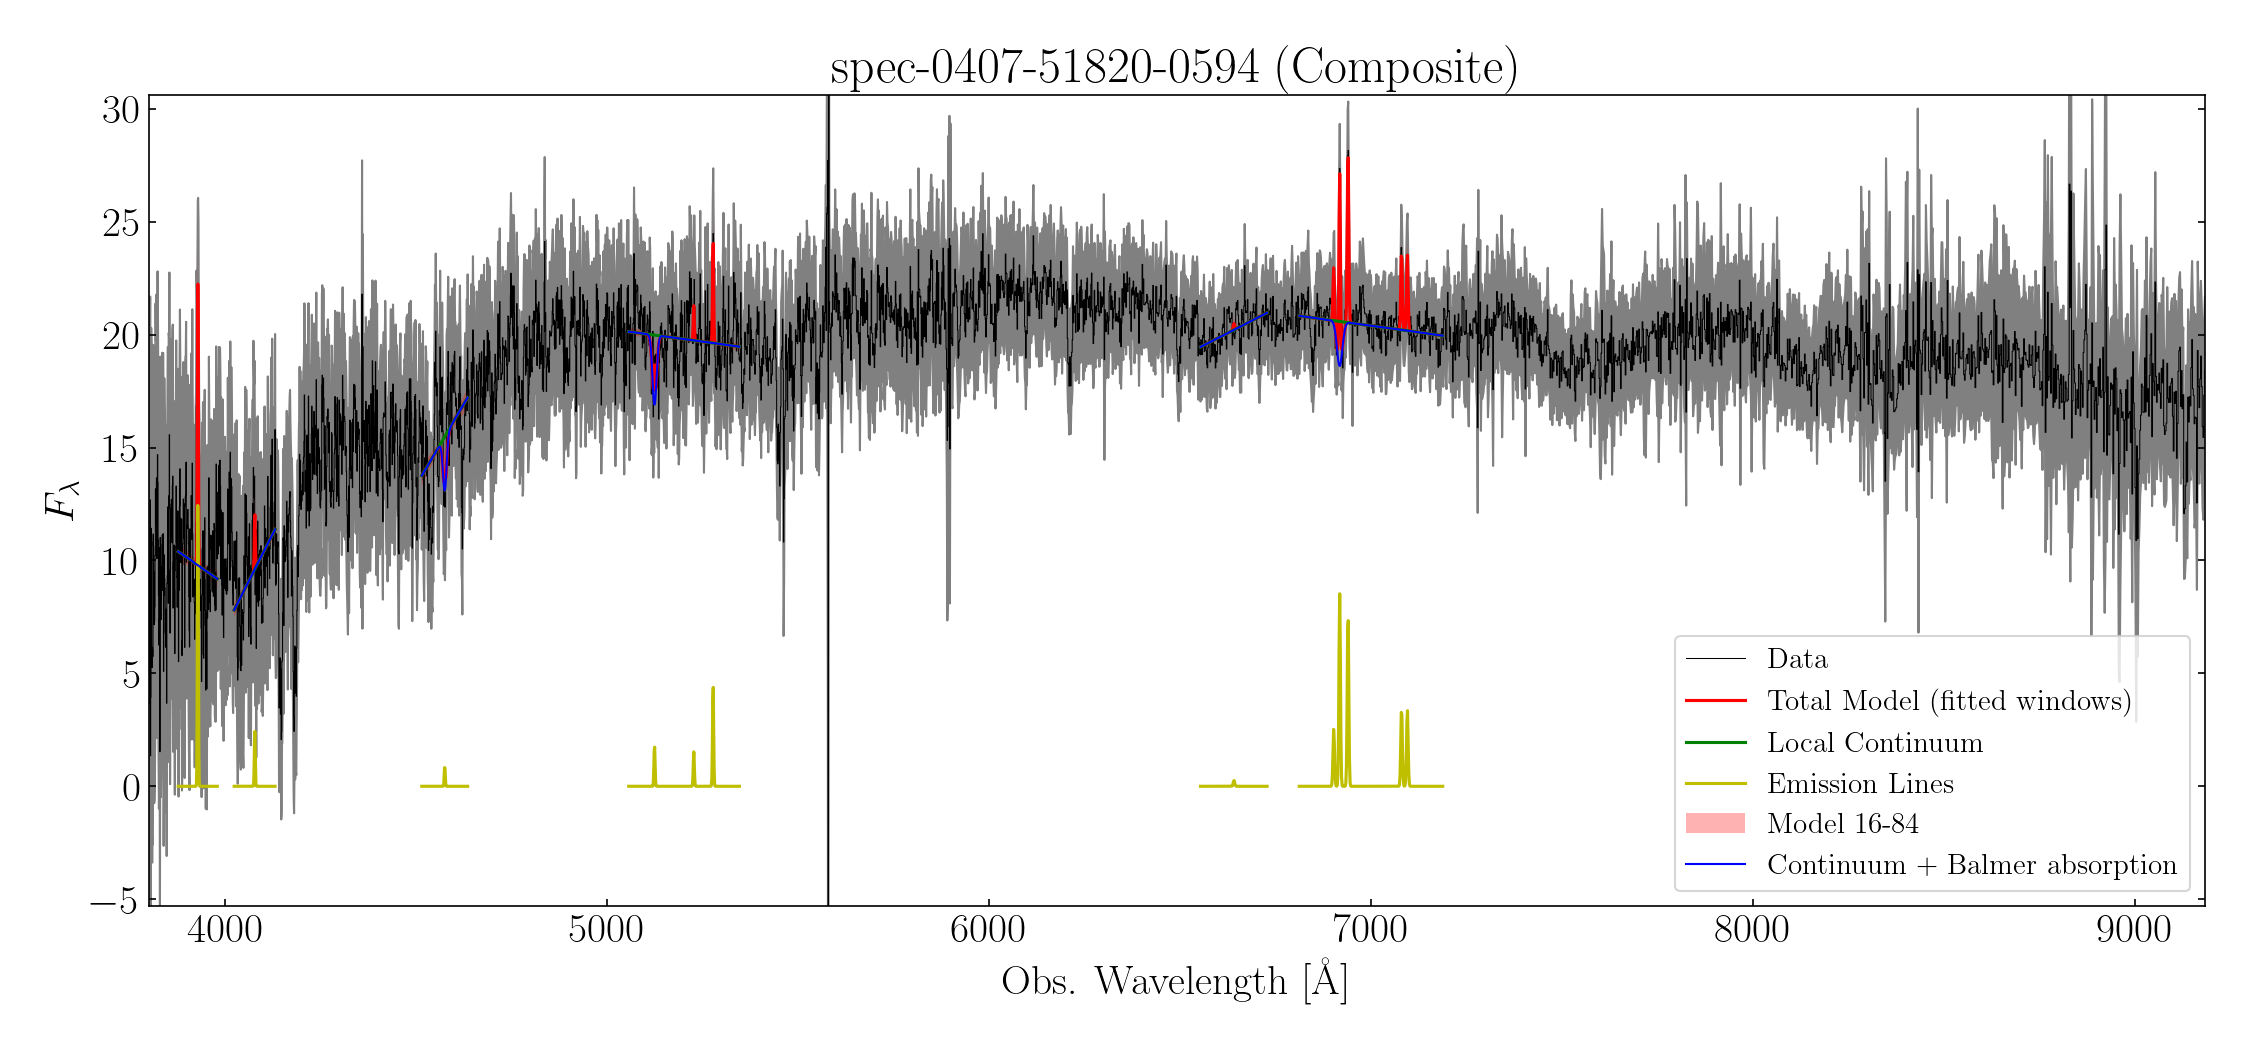 spec-0407-51820-0594 (Composite)
30
25
20
15
10
5
0
−5
F_λ
4000 5000 6000 7000 8000 9000
Obs. Wavelength [Å]
Data
Total Model (fitted windows)
Local Continuum
Emission Lines
Model 16-84
Continuum + Balmer absorption